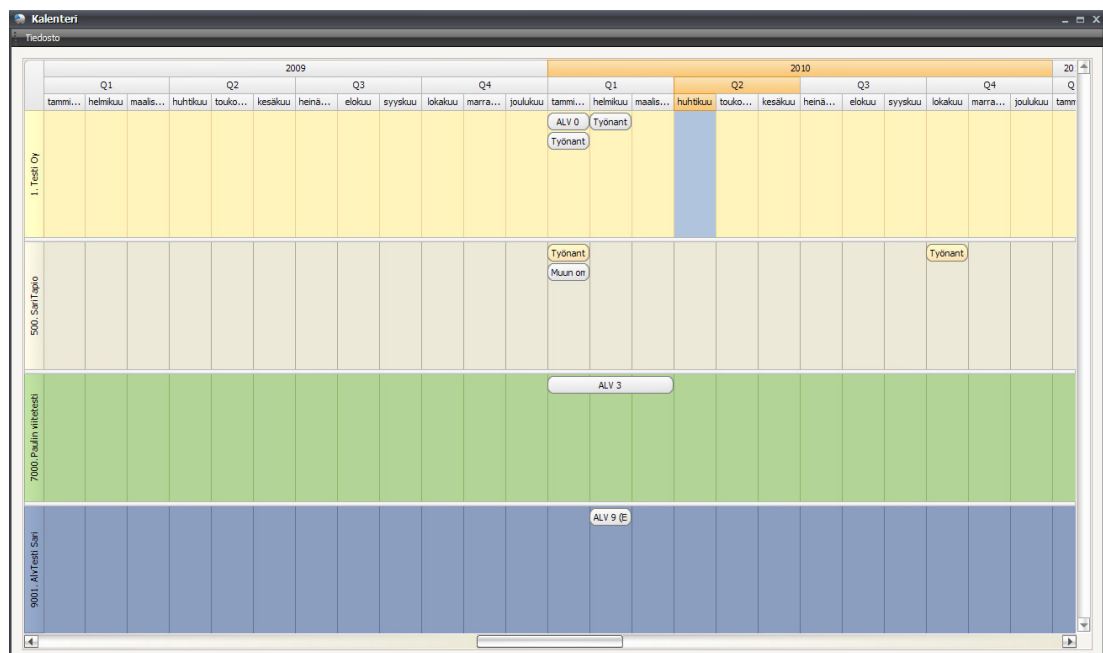 Kalenteri
Tiedosto
2009 2010 20
Q1 Q2 Q3 Q4 Q1 Q2 Q3 Q4 Q
tammi... helmikuu maalis... huhtikuu touko... kesäkuu heinä... elokuu syyskuu lokakuu marra... joulukuu tammi... helmikuu maalis... huhtikuu touko... kesäkuu heinä... elokuu syyskuu lokakuu marra... joulukuu tamm
1. Testi Oy
ALV 0 Työnant
Työnant
500. SariTapio
Työnant Työnant
Muun om
7000. Paulin viitetesti
ALV 3
9001. AlvTesti Sari
ALV 9 (E